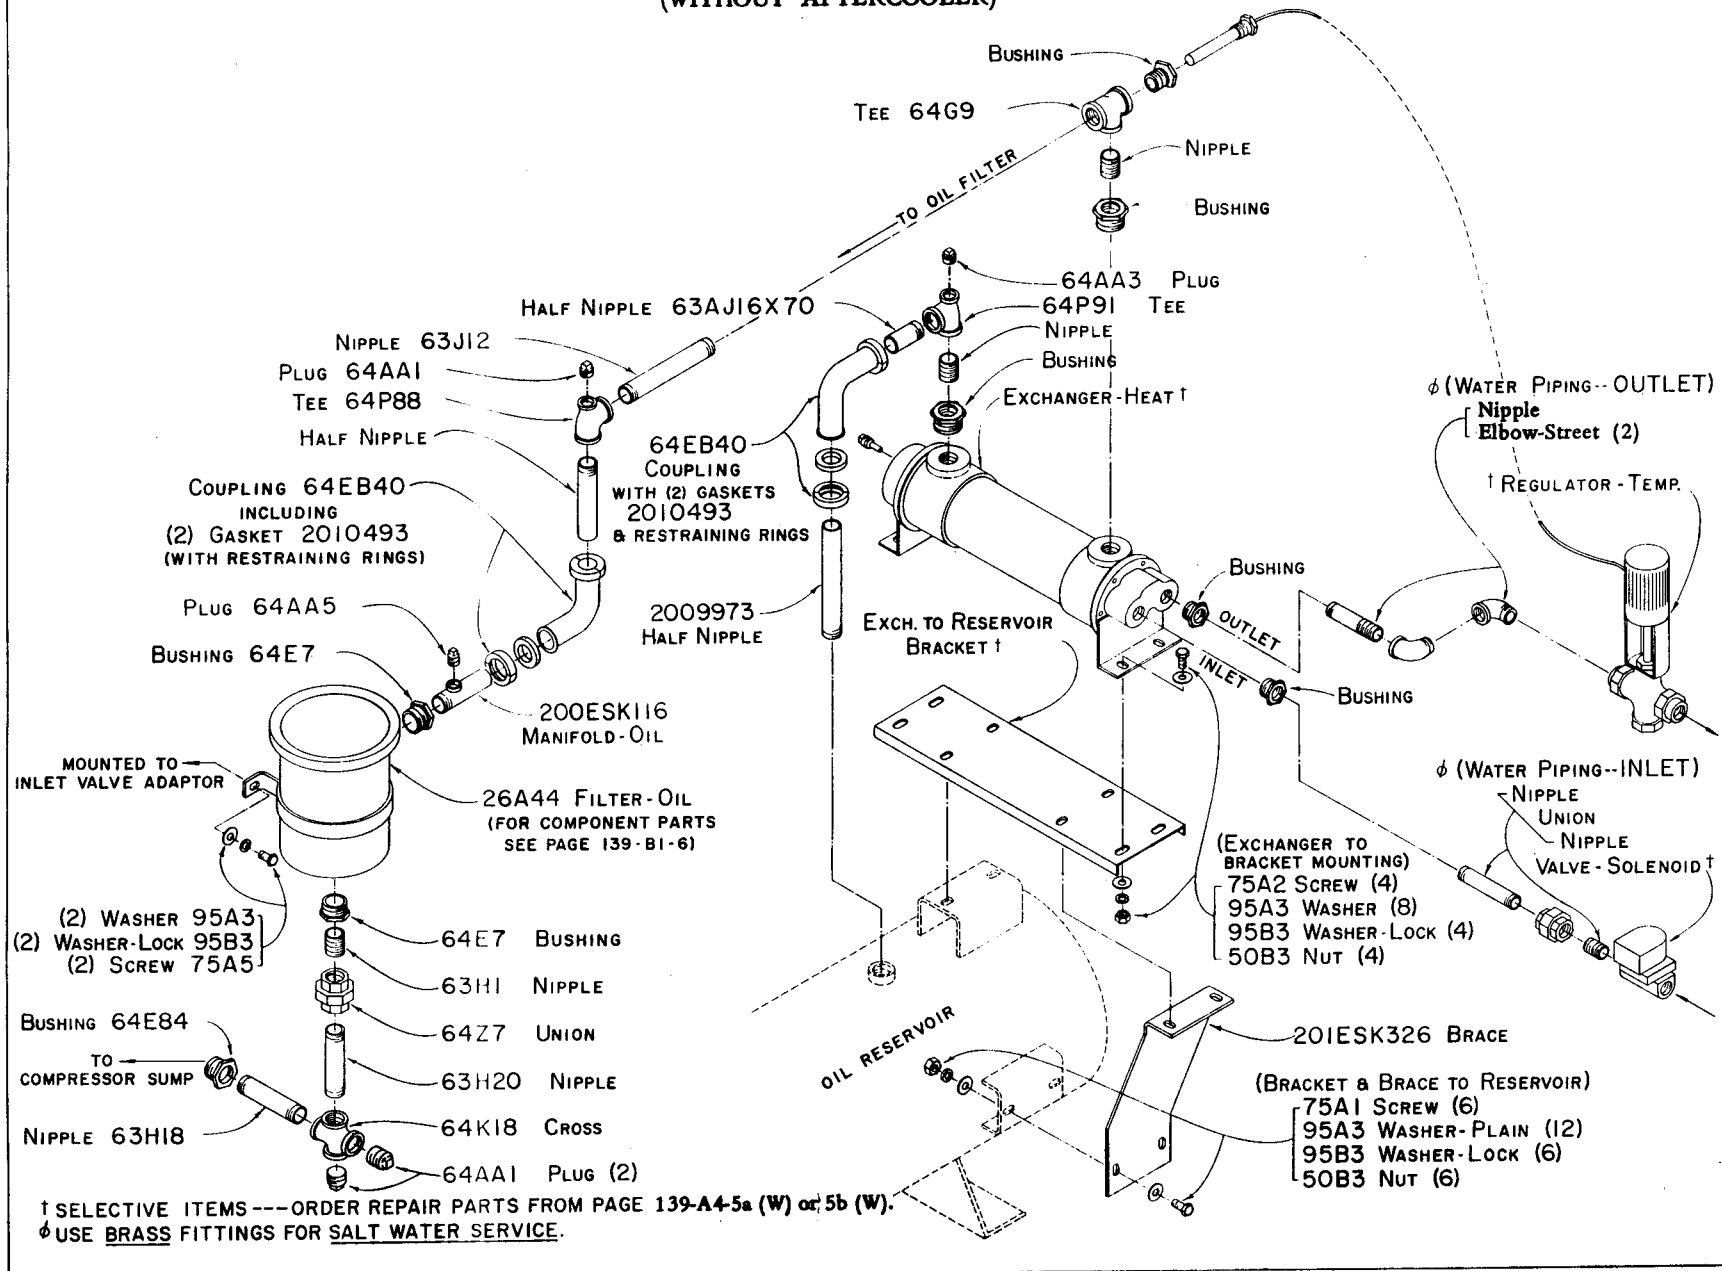 (WITHOUT AFTERCOOLER)
BUSHING
TEE 64G9
NIPPLE
BUSHING
TO OIL FILTER
64AA3 PLUG
64P91 TEE
NIPPLE
BUSHING
EXCHANGER-HEAT †
HALF NIPPLE 63AJ16X70
NIPPLE 63J12
PLUG 64AA1
TEE 64P88
HALF NIPPLE
COUPLING 64EB40
INCLUDING
(2) GASKET 2010493
(WITH RESTRAINING RINGS)
64EB40
COUPLING
WITH (2) GASKETS
2010493
& RESTRAINING RINGS
φ (WATER PIPING--OUTLET)
Nipple
Elbow-Street (2)
† REGULATOR-TEMP.
PLUG 64AA5
BUSHING 64E7
200ESK116
MANIFOLD-OIL
2009973
HALF NIPPLE
EXCH. TO RESERVOIR
BRACKET †
BUSHING
OUTLET
INLET
BUSHING
MOUNTED TO
INLET VALVE ADAPTOR
26A44 FILTER-OIL
(FOR COMPONENT PARTS
SEE PAGE 139-B1-6)
φ (WATER PIPING--INLET)
NIPPLE
UNION
NIPPLE
VALVE-SOLENOID †
(EXCHANGER TO
BRACKET MOUNTING)
75A2 SCREW (4)
95A3 WASHER (8)
95B3 WASHER-LOCK (4)
50B3 NUT (4)
(2) WASHER 95A3
(2) WASHER-LOCK 95B3
(2) SCREW 75A5
64E7 BUSHING
63H1 NIPPLE
64Z7 UNION
63H20 NIPPLE
64K18 CROSS
64AA1 PLUG (2)
BUSHING 64E84
TO
COMPRESSOR SUMP
NIPPLE 63H18
OIL RESERVOIR
201ESK326 BRACE
(BRACKET & BRACE TO RESERVOIR)
75A1 SCREW (6)
95A3 WASHER-PLAIN (12)
95B3 WASHER-LOCK (6)
50B3 NUT (6)
† SELECTIVE ITEMS---ORDER REPAIR PARTS FROM PAGE 139-A4-5a (W) or 5b (W).
φ USE BRASS FITTINGS FOR SALT WATER SERVICE.